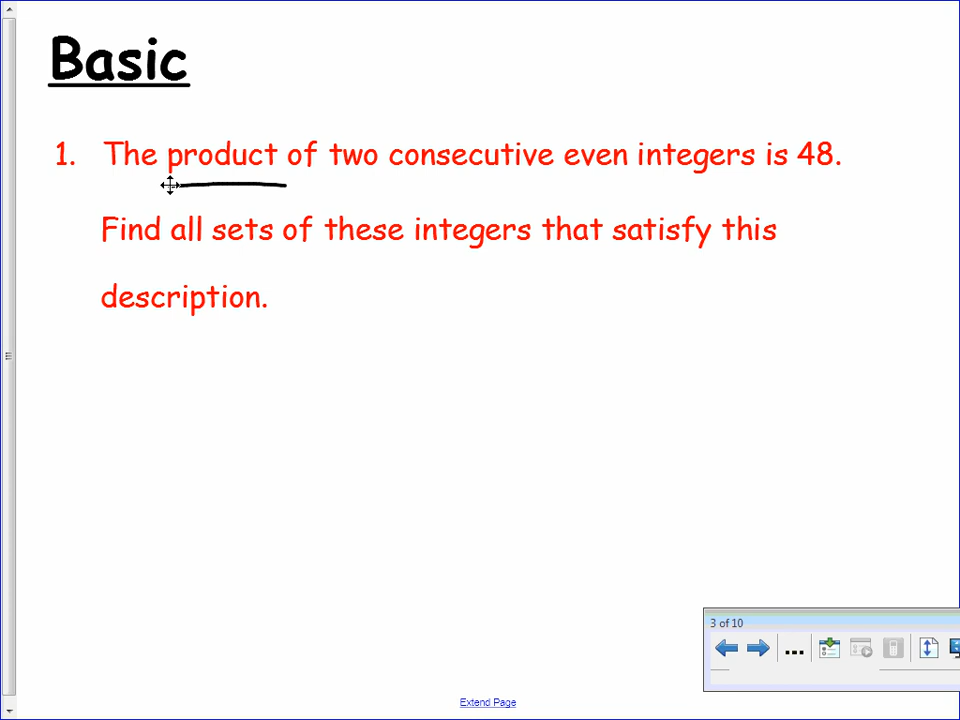 Basic
1. The product of two consecutive even integers is 48.
Find all sets of these integers that satisfy this
description.
3 of 10
...
Extend Page